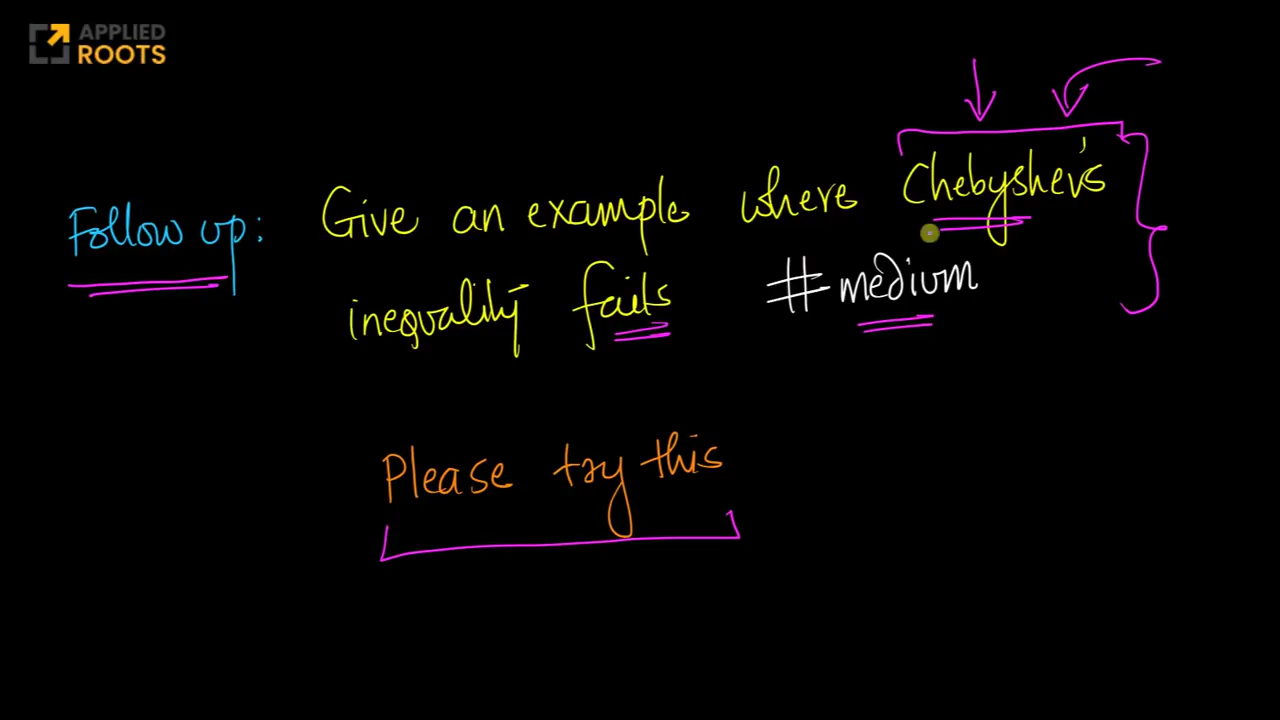 APPLIED
ROOTS
Follow up: Give an example where Chebyshev's
inequality fails #medium
Please try this